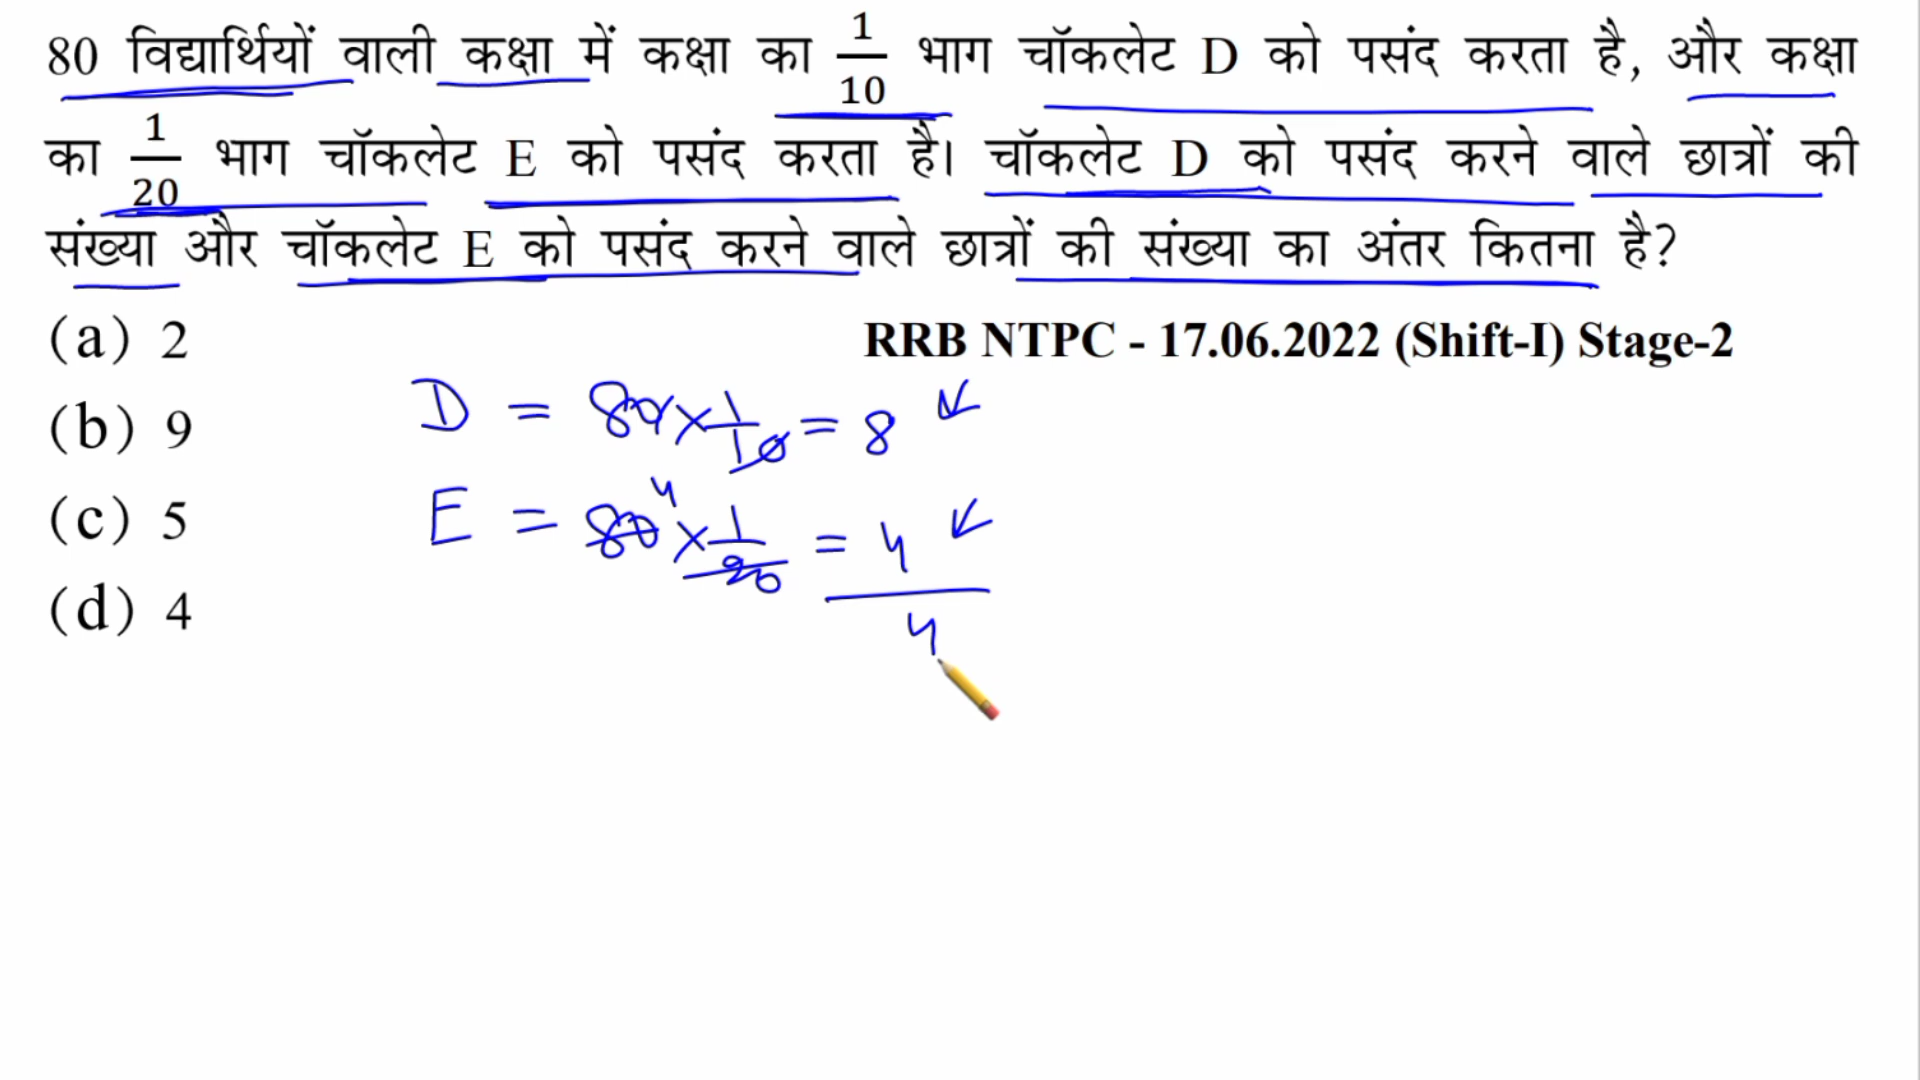 80 विद्यार्थियों वाली कक्षा में कक्षा का 1/10 भाग चॉकलेट D को पसंद करता है, और कक्षा
का 1/20 भाग चॉकलेट E को पसंद करता है। चॉकलेट D को पसंद करने वाले छात्रों की
संख्या और चॉकलेट E को पसंद करने वाले छात्रों की संख्या का अंतर कितना है?
(a) 2
RRB NTPC - 17.06.2022 (Shift-I) Stage-2
(b) 9
D = 80 × 1/10 = 8
(c) 5
E = 80 4 × 1/20 = 4
(d) 4
4